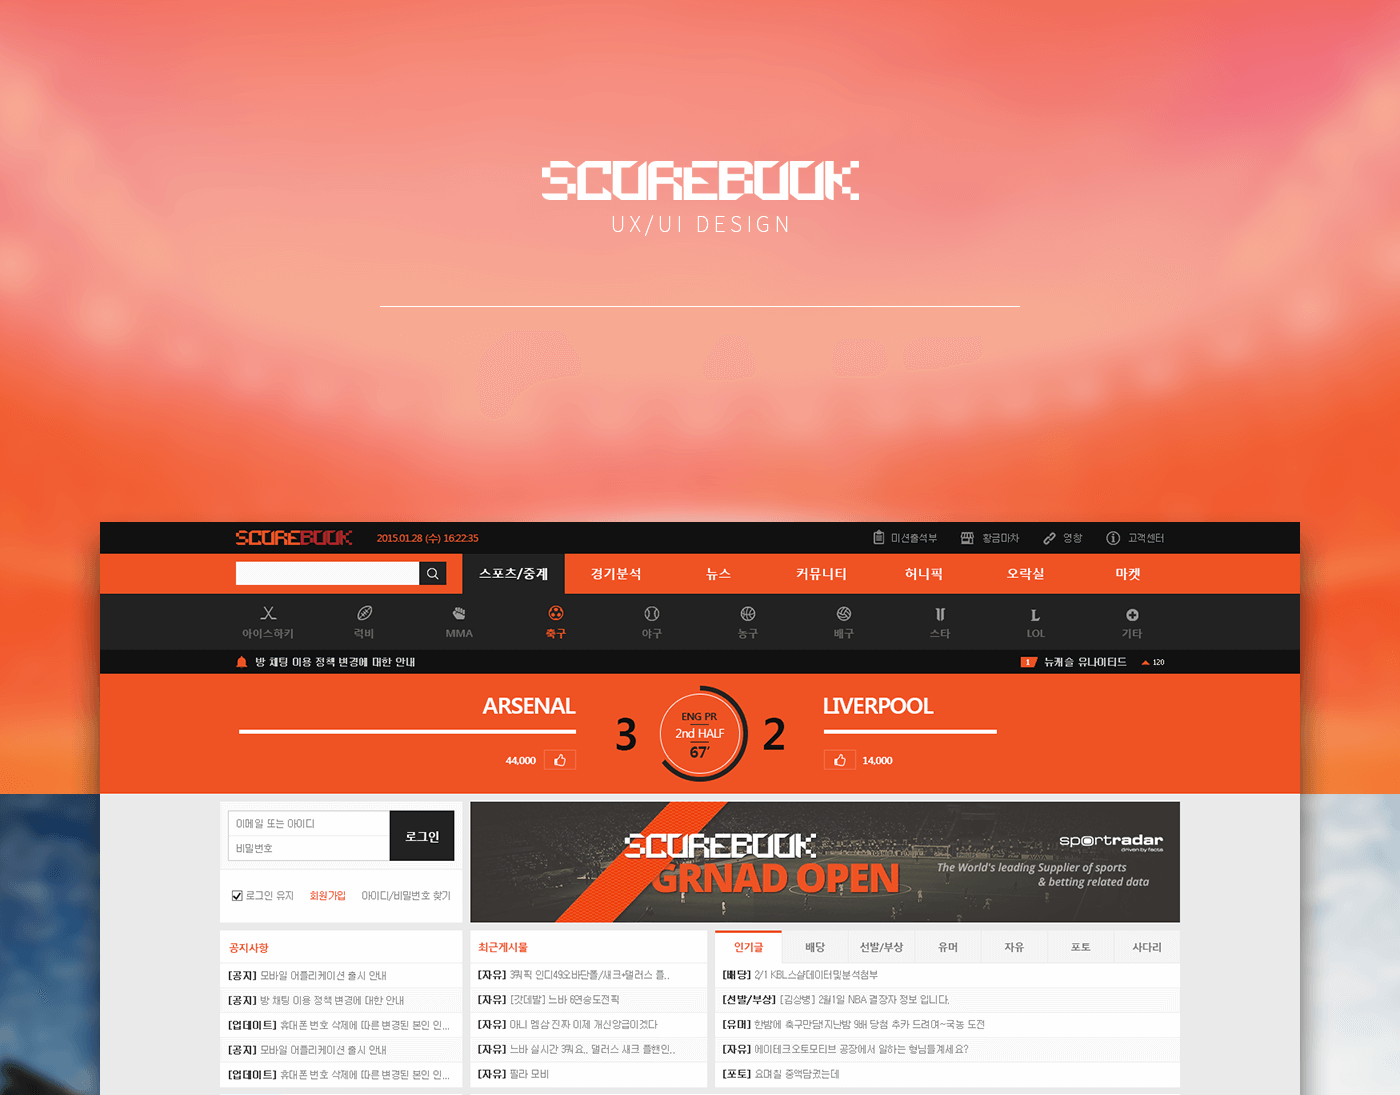 SCOREBOOK
UX/UI DESIGN
SCOREBOOK 2015.01.28 (수) 16:22:35 미션출석부 황금마차 영창 고객센터
스포츠/중계 경기분석 뉴스 커뮤니티 허니픽 오락실 마켓
아이스하키 럭비 MMA 축구 야구 농구 배구 스타 LOL 기타
방 채팅 이용 정책 변경에 대한 안내 1 뉴캐슬 유나이티드 120
ARSENAL 3 ENG PR 2nd HALF 67' 2 LIVERPOOL
44,000 14,000
이메일 또는 아이디
비밀번호
로그인
로그인 유지 회원가입 아이디/비밀번호 찾기
SCOREBOOK
GRNAD OPEN
sportradar
driven by facts
The World's leading Supplier of sports
& betting related data
공지사항
[공지] 모바일 어플리케이션 출시 안내
[공지] 방 채팅 이용 정책 변경에 대한 안내
[업데이트] 휴대폰 번호 삭제에 따른 변경된 본인 인...
[공지] 모바일 어플리케이션 출시 안내
[업데이트] 휴대폰 번호 삭제에 따른 변경된 본인 인...
최근게시물
[자유] 3쿼픽 인디49오바단폴/새크+댈러스 플..
[자유] [갓데발] 느바 6연승도전픽
[자유] 아니 멤삼 진짜 이제 개신앙급이겠다
[자유] 느바 실시간 3쿼요.. 댈러스 새크 플핸인..
[자유] 필라 모비
인기글 배당 선발/부상 유머 자유 포토 사다리
[배당] 2/1 KBL스샷데이터및분석첨부
[선발/부상] [김상병] 2월1일 NBA 결장자 정보 입니다.
[유머] 한밤에 축구만담!지난밤 9배 당첨 추카 드려여~국농 도전
[자유] 에이테크오토모티브 공장에서 일하는 형님들계세요?
[포토] 요며칠 중액담꼈는데